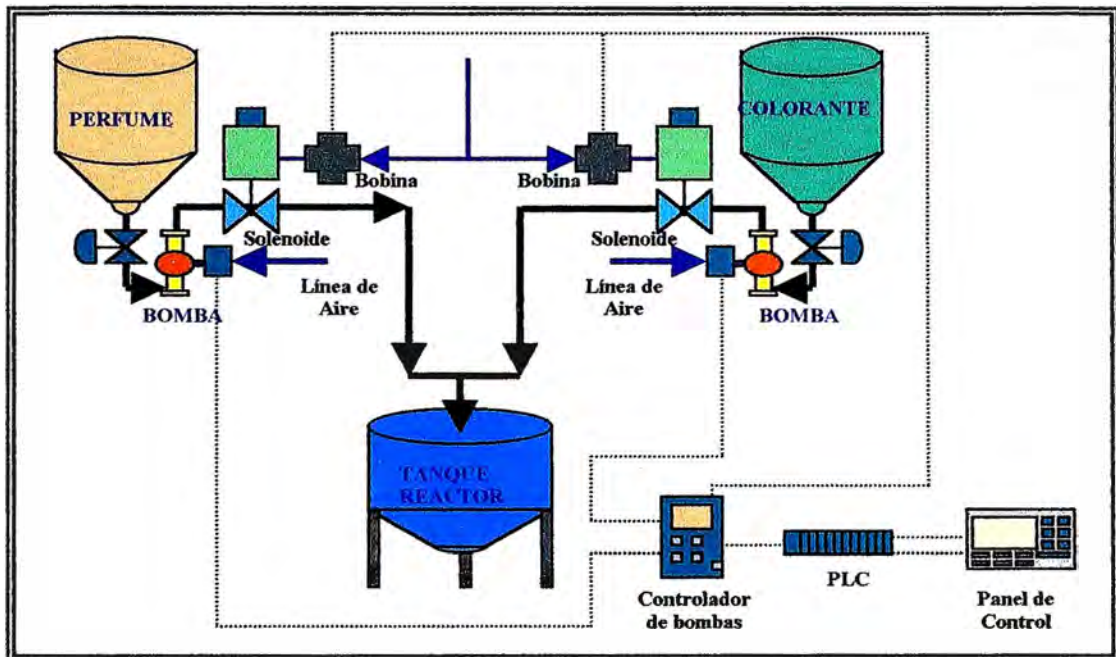 PERFUME
COLORANTE
Bobina
Bobina
Solenoide
Solenoide
Línea de
Aire
Línea de
Aire
BOMBA
BOMBA
TANQUE
REACTOR
Controlador
de bombas
PLC
Panel de
Control